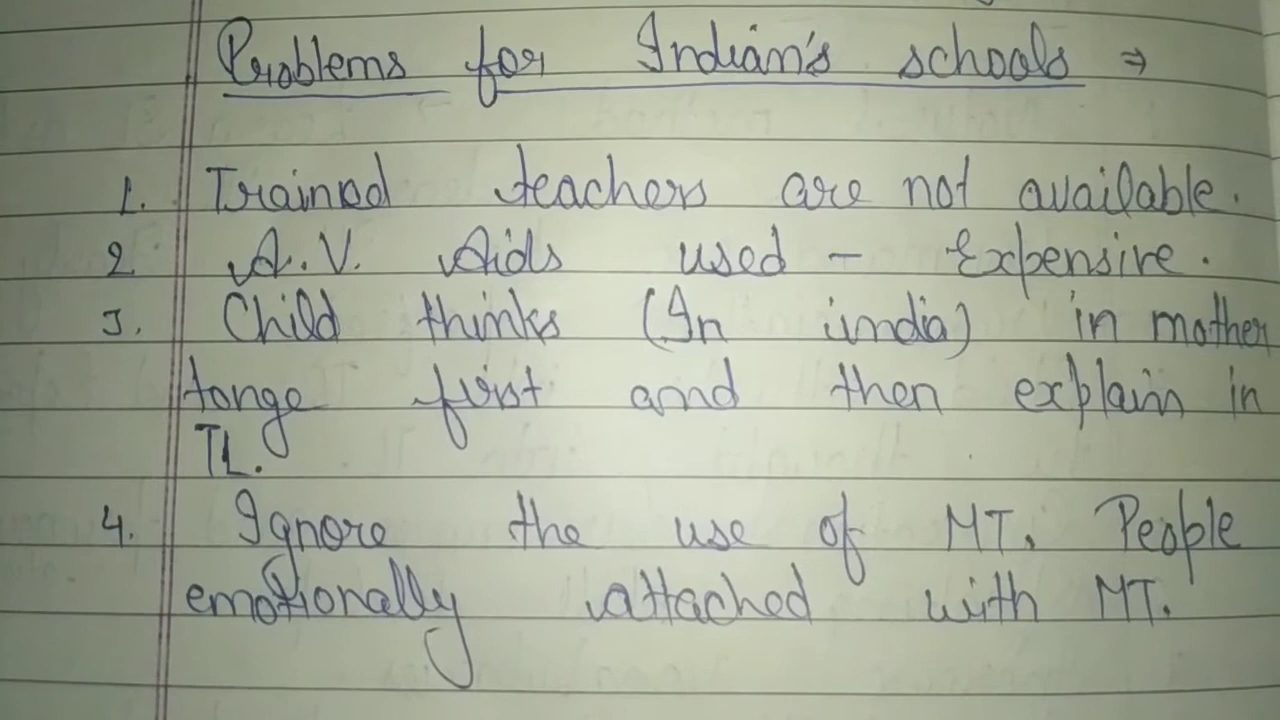 Problems for Indian's schools ⇒
1. Trained teachers are not available.
2 A.V. Aids used - Expensive.
3. Child thinks (In india) in mother
tonge first and then explain in
TL.
4. Ignore the use of MT. People
emotionally attached with MT.